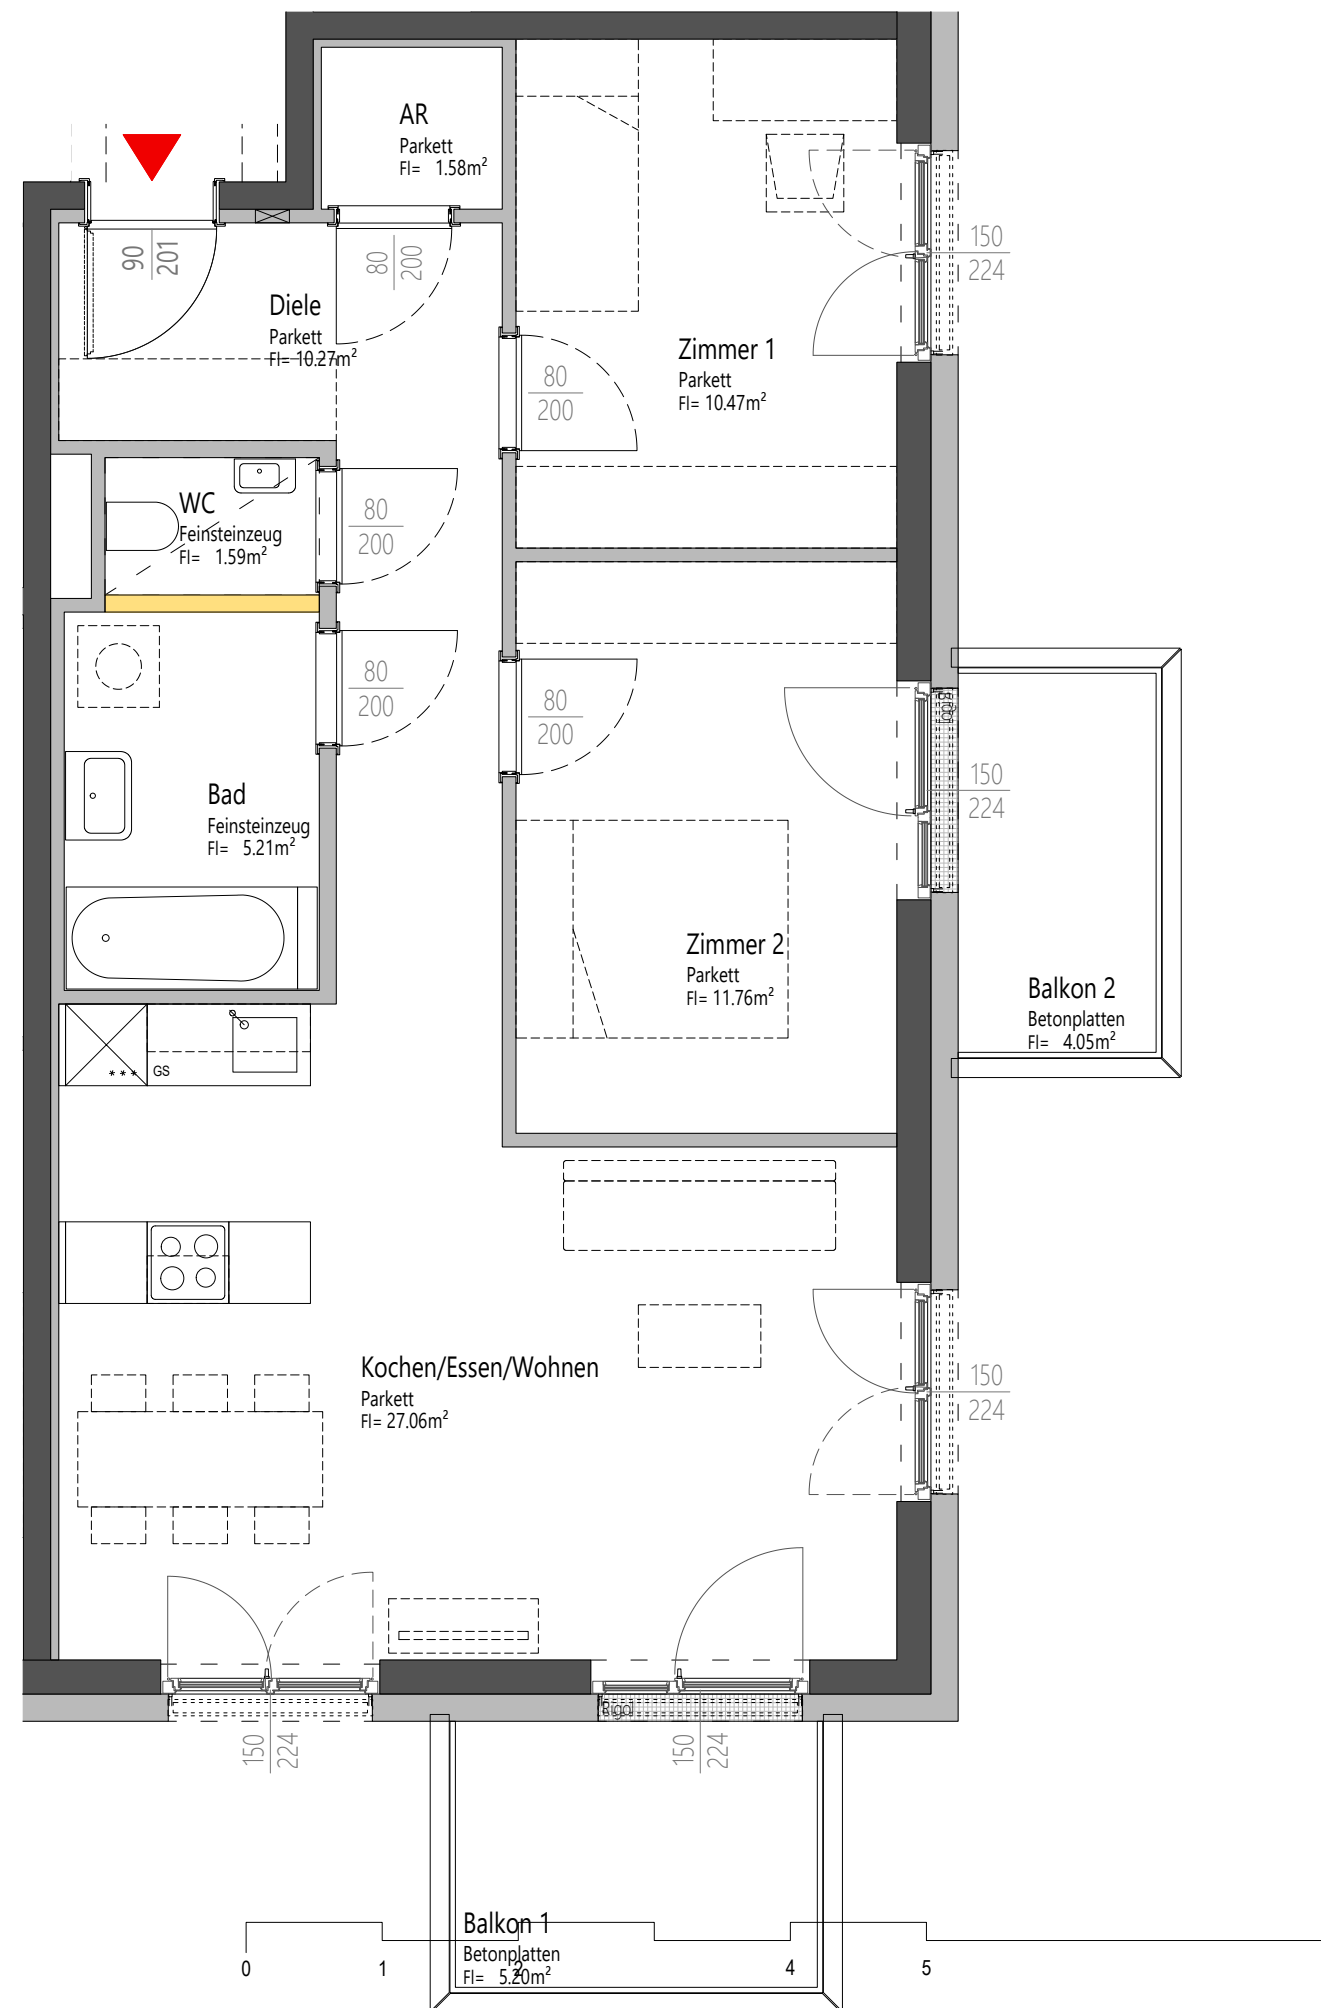 AR
Parkett
Fl= 1.58m²
90
201
80
200
Diele
Parkett
Fl= 10.27m²
150
224
Zimmer 1
Parkett
Fl= 10.47m²
80
200
WC
Feinsteinzeug
Fl= 1.59m²
80
200
80
200
80
200
Rigol
150
224
Bad
Feinsteinzeug
Fl= 5.21m²
Zimmer 2
Parkett
Fl= 11.76m²
Balkon 2
Betonplatten
Fl= 4.05m²
*** GS
Kochen/Essen/Wohnen
Parkett
Fl= 27.06m²
150
224
Rigol
150
224
150
224
Balkon 1
Betonplatten
Fl= 5.20m²
0 1 2 4 5